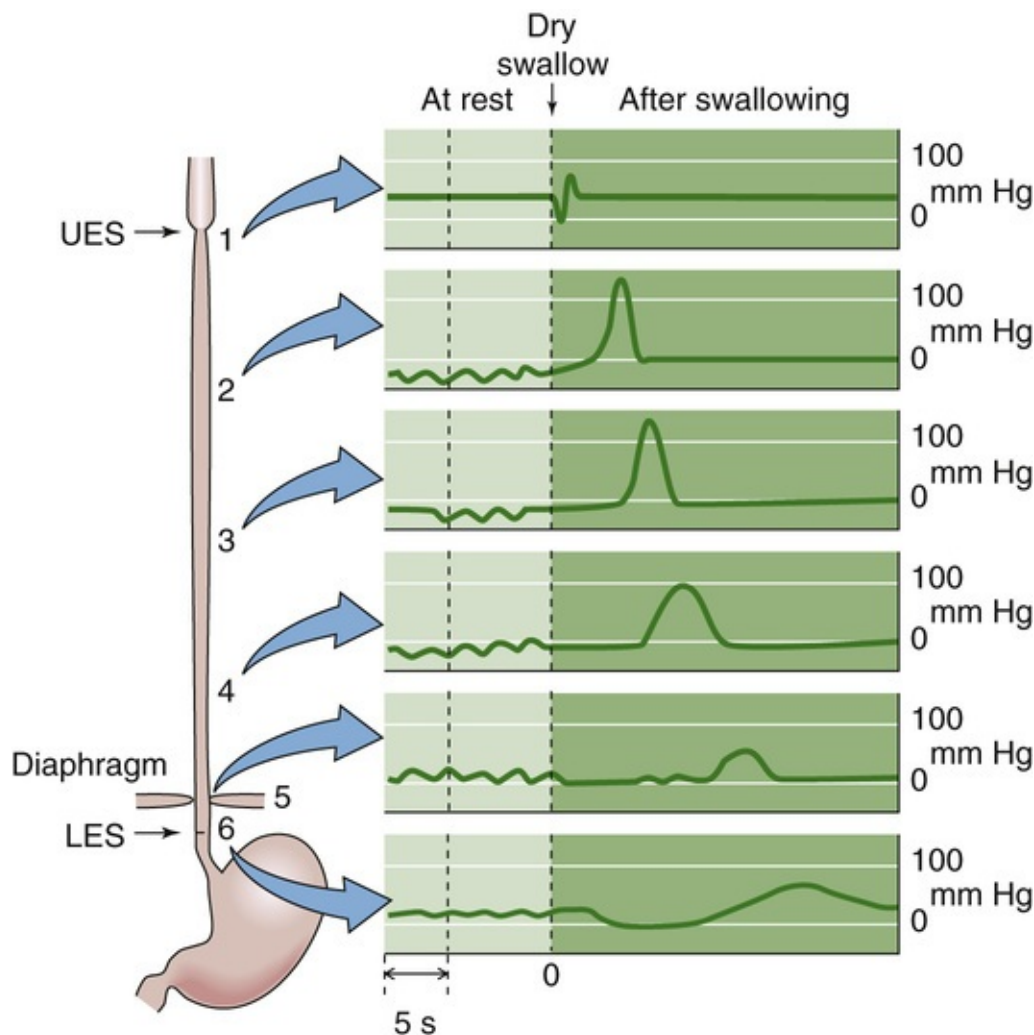 Dry
swallow
At rest
After swallowing
UES
1
100
mm Hg
0
2
100
mm Hg
0
3
100
mm Hg
0
4
100
mm Hg
0
Diaphragm
5
100
mm Hg
0
LES
6
100
mm Hg
0
0
5 s